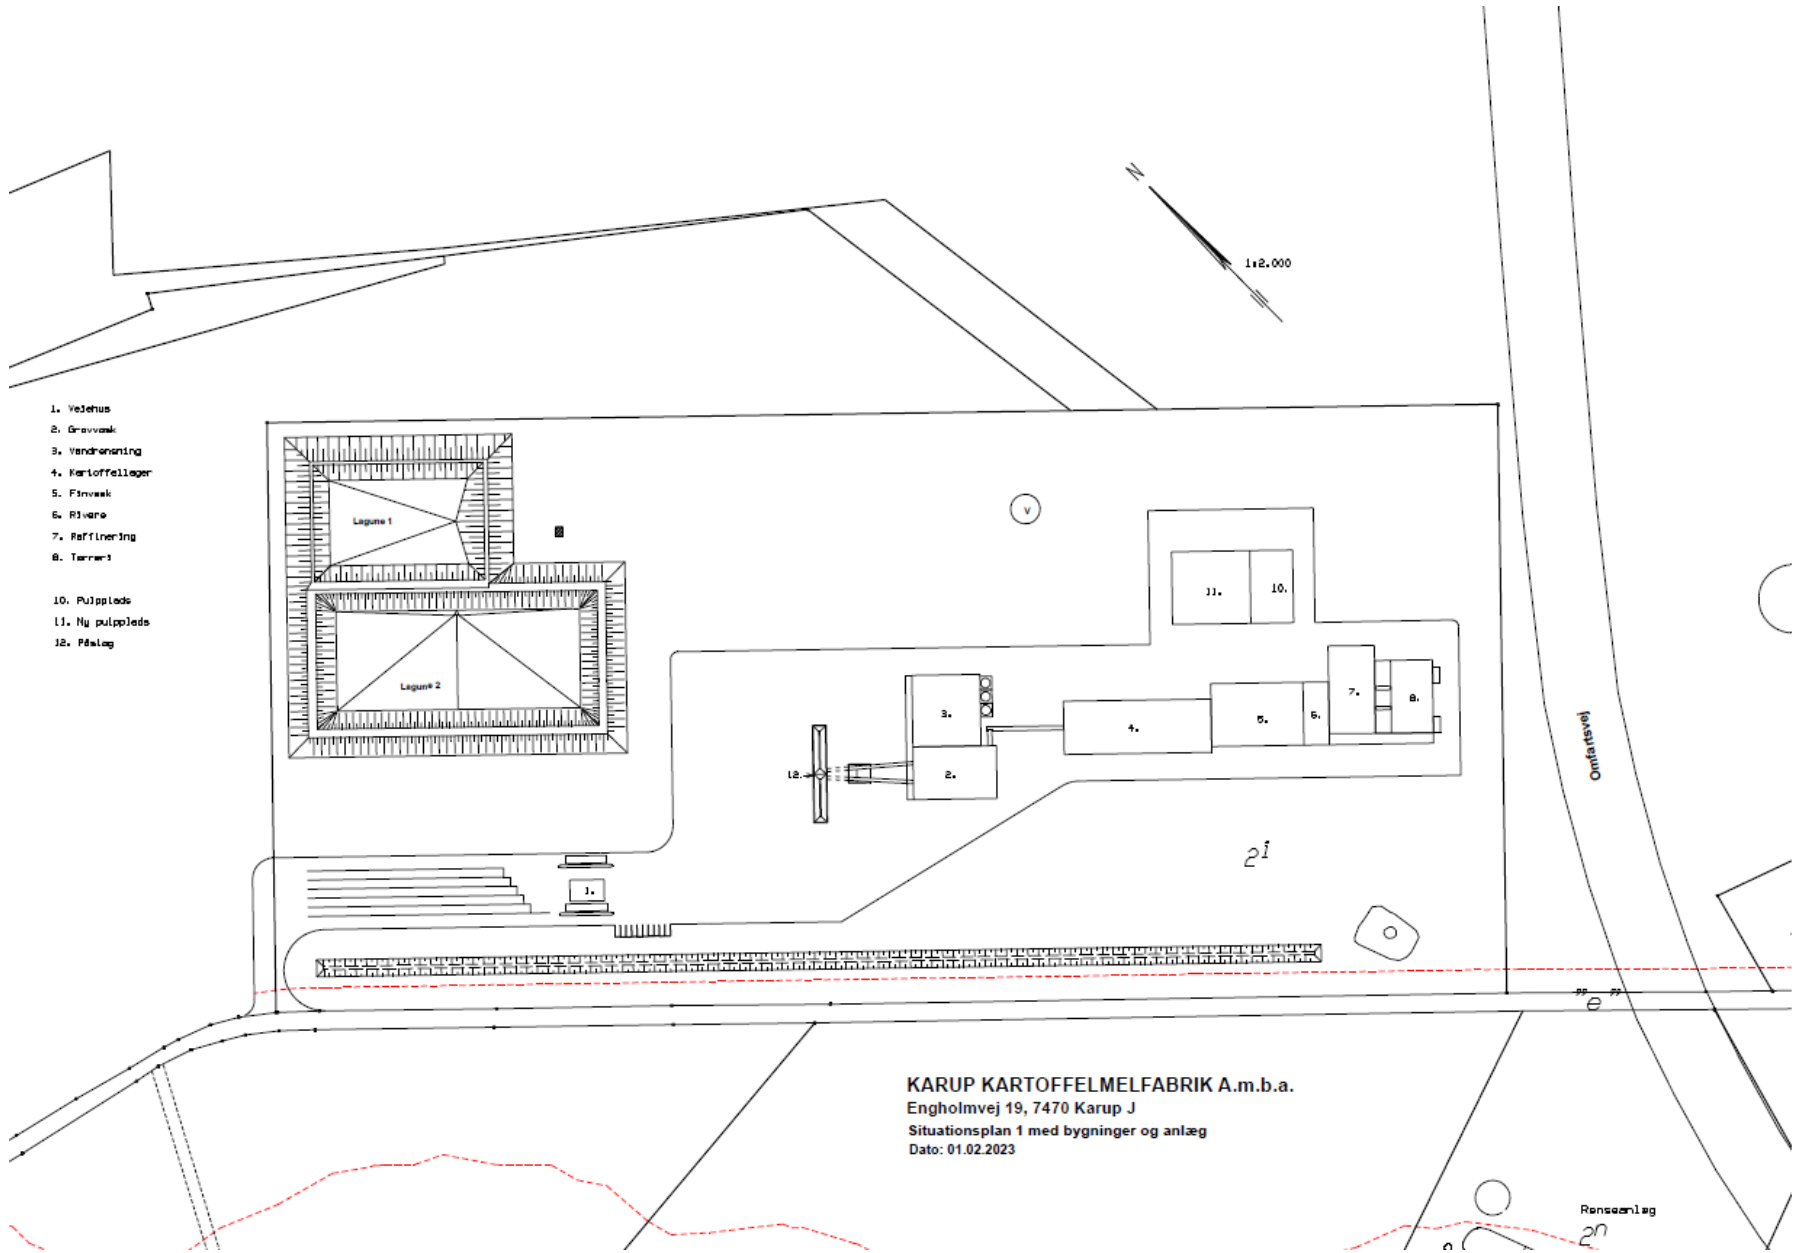 N
1:2.000
1. Vejehus
2. Grovvask
3. Vandrensning
4. Kartoffellager
5. Finvask
6. Rivere
7. Raffinering
8. Tørreri
10. Pulpplads
11. Ny pulpplads
12. Påslag
Lagune 1
V
11.
10.
Lagune 2
3.
4.
5.
6.
7.
8.
12.
2.
Omfartsvej
2i
1.
e
KARUP KARTOFFELMELFABRIK A.m.b.a.
Engholmvej 19, 7470 Karup J
Situationsplan 1 med bygninger og anlæg
Dato: 01.02.2023
Renseanlæg
2n